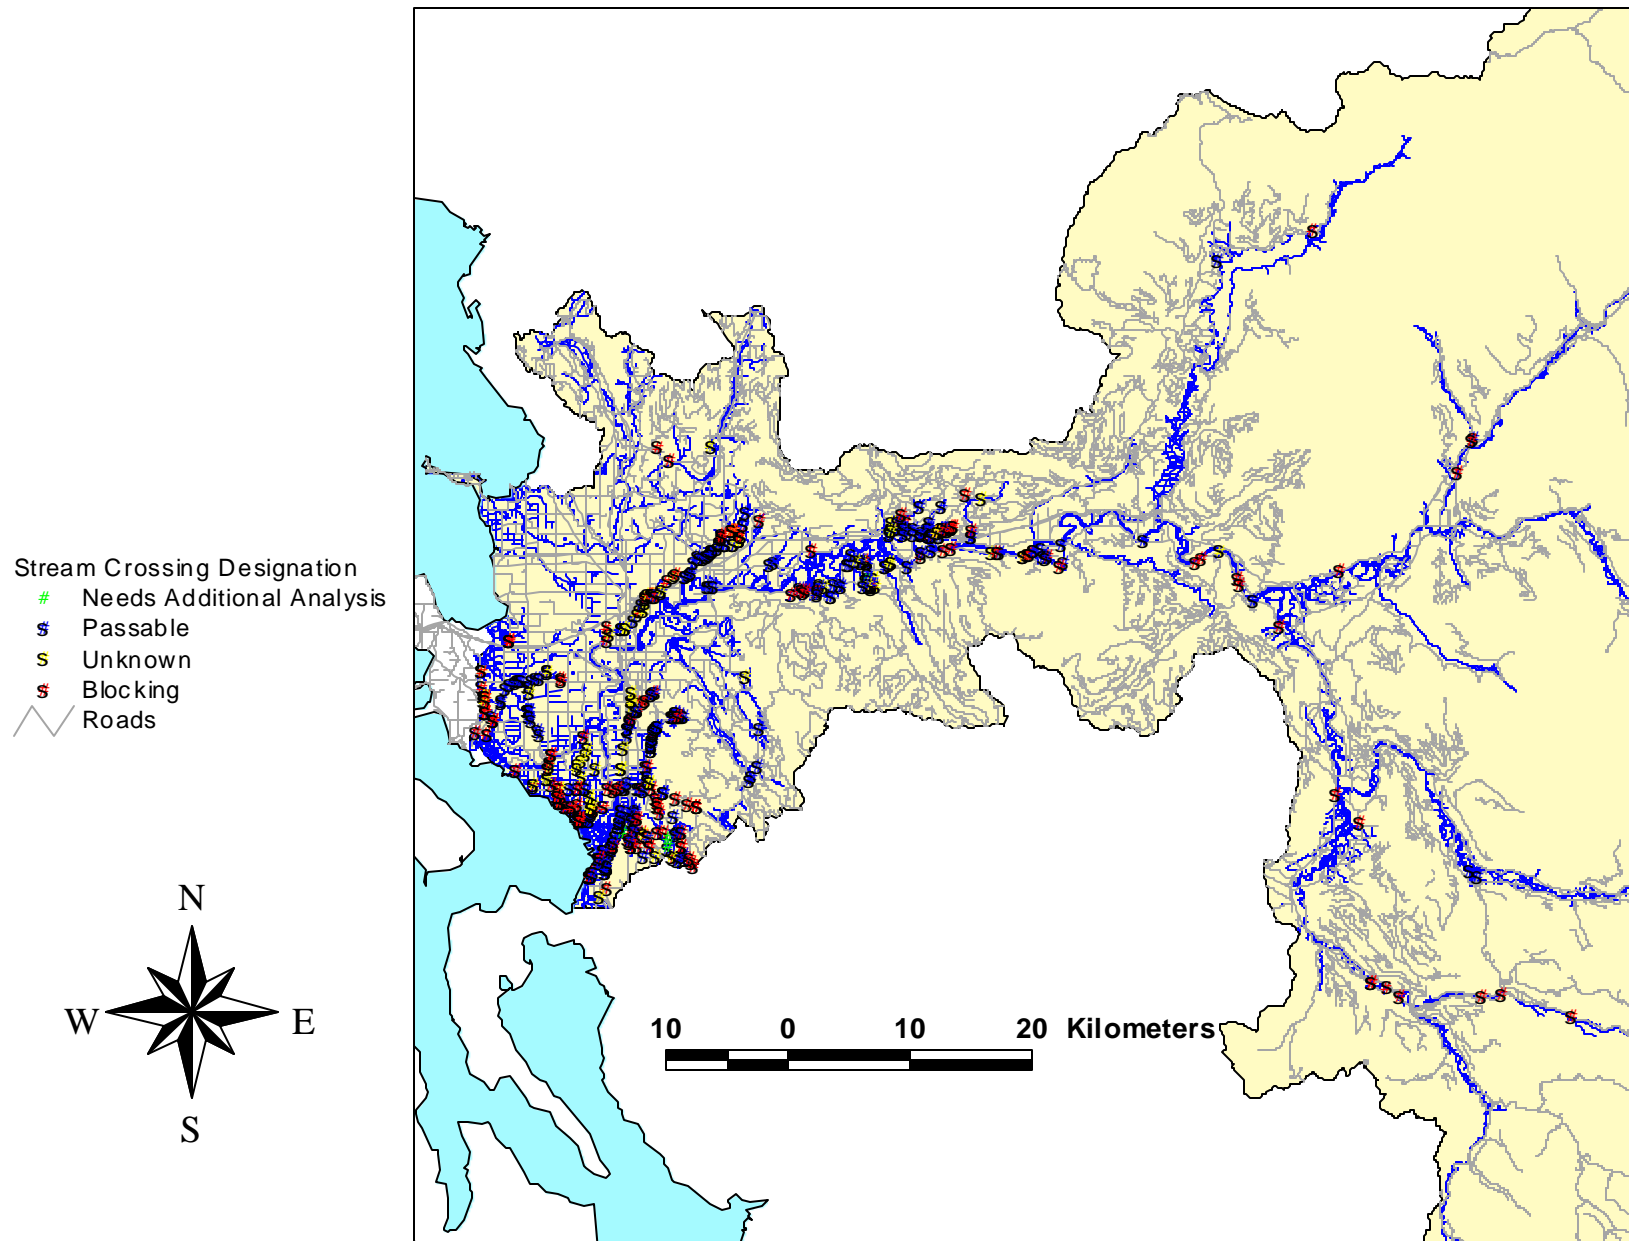 Stream Crossing Designation
# Needs Additional Analysis
S Passable
S Unknown
S Blocking
Roads
N
W E
S
10 0 10 20 Kilometers